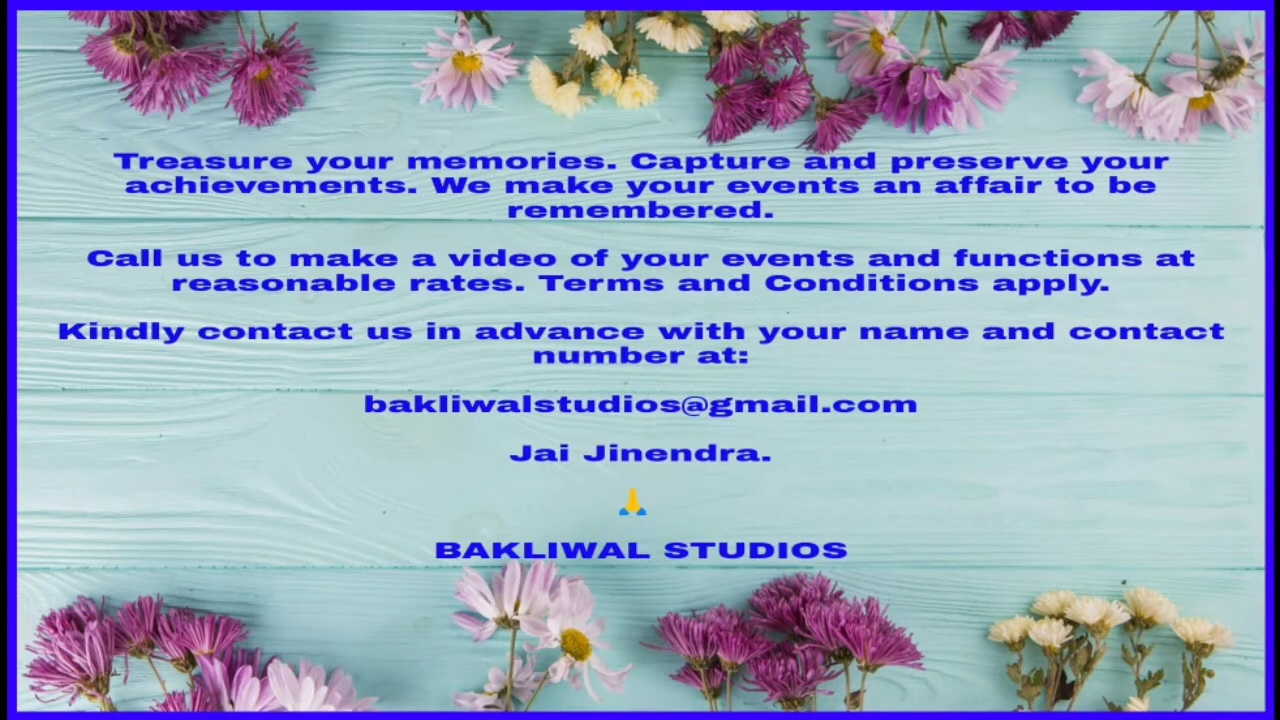 Treasure your memories. Capture and preserve your
achievements. We make your events an affair to be
remembered.
Call us to make a video of your events and functions at
reasonable rates. Terms and Conditions apply.
Kindly contact us in advance with your name and contact
number at:
bakliwalstudios@gmail.com
Jai Jinendra.
🙏
BAKLIWAL STUDIOS